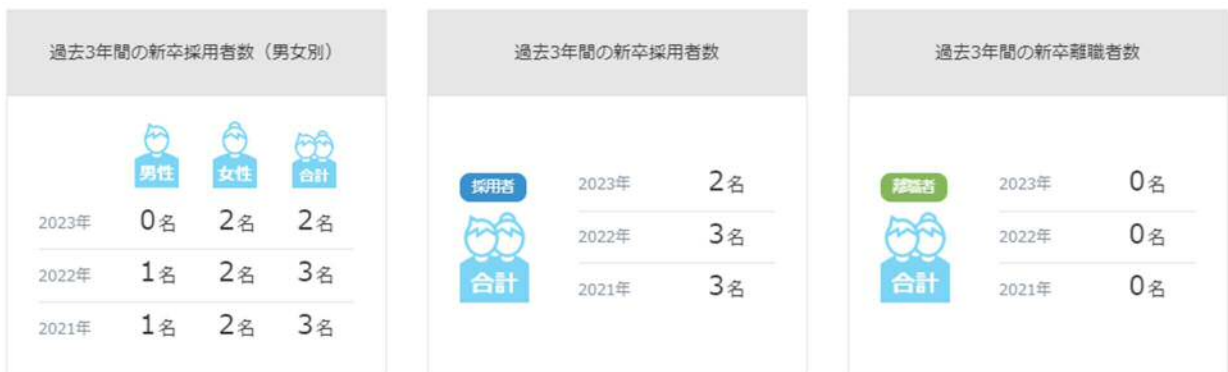 過去3年間の新卒採用者数（男女別）
男性 女性 合計
2023年 0名 2名 2名
2022年 1名 2名 3名
2021年 1名 2名 3名
過去3年間の新卒採用者数
採用者
合計
2023年 2名
2022年 3名
2021年 3名
過去3年間の新卒離職者数
離職者
合計
2023年 0名
2022年 0名
2021年 0名